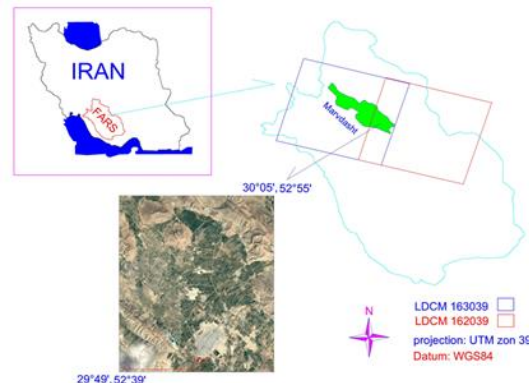 IRAN
FARS
Marvdasht
30°05', 52°55'
29°49', 52°39'
N
LDCM 163039
LDCM 162039
projection: UTM zon 39
Datum: WGS84